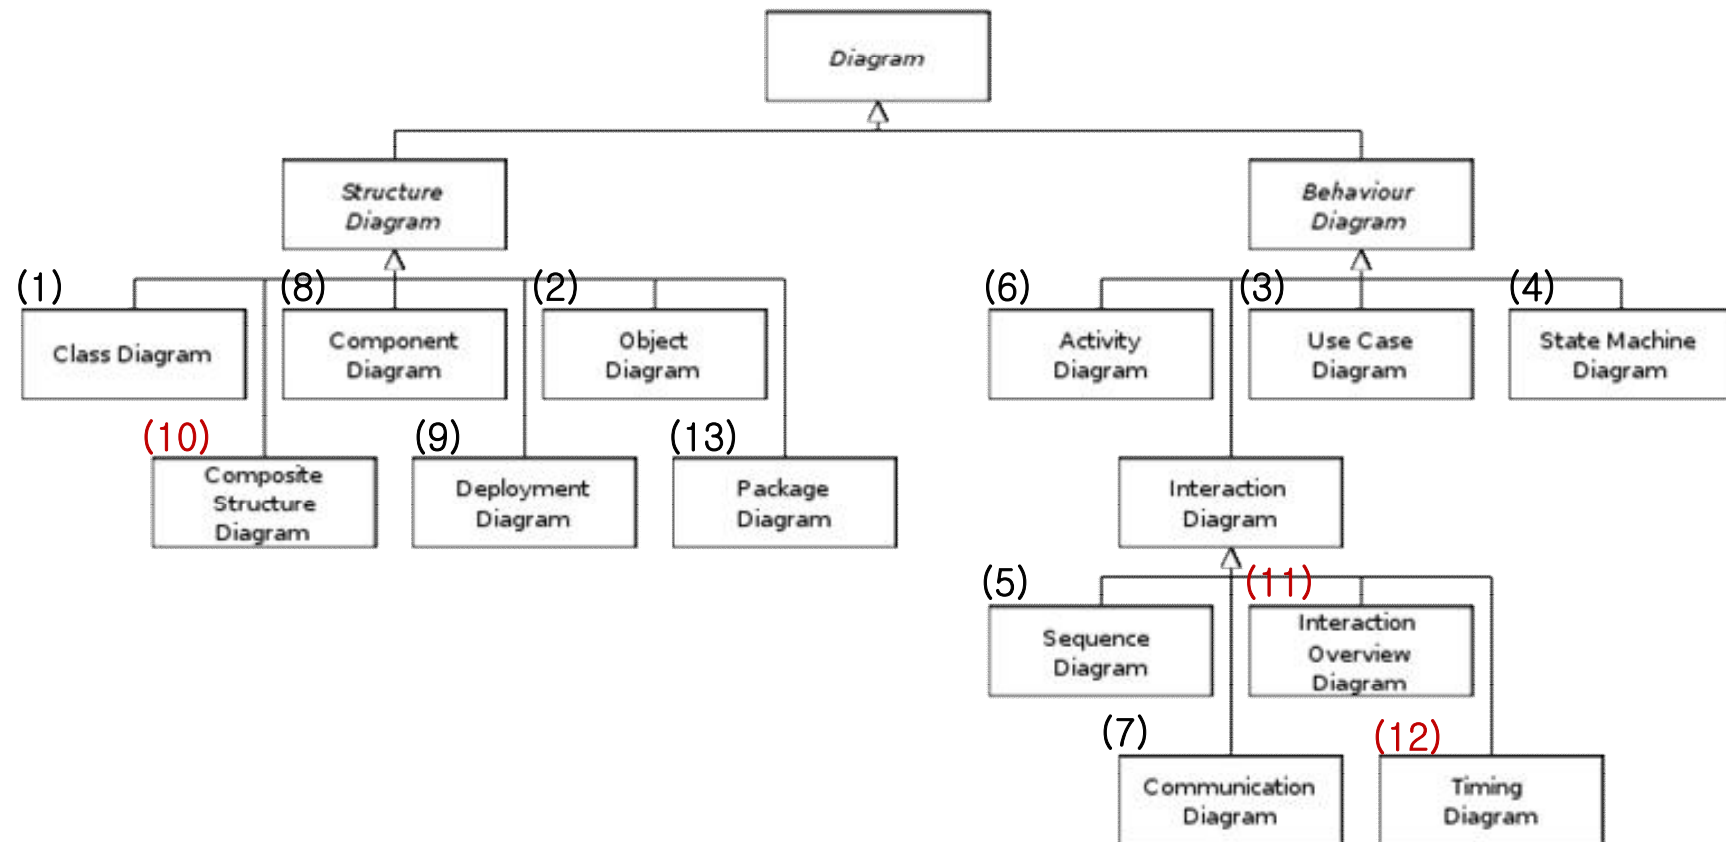 Diagram
Structure
Diagram
Behaviour
Diagram
(1)
Class Diagram
(8)
Component
Diagram
(2)
Object
Diagram
(6)
Activity
Diagram
(3)
Use Case
Diagram
(4)
State Machine
Diagram
(10)
Composite
Structure
Diagram
(9)
Deployment
Diagram
(13)
Package
Diagram
Interaction
Diagram
(5)
Sequence
Diagram
(11)
Interaction
Overview
Diagram
(7)
Communication
Diagram
(12)
Timing
Diagram